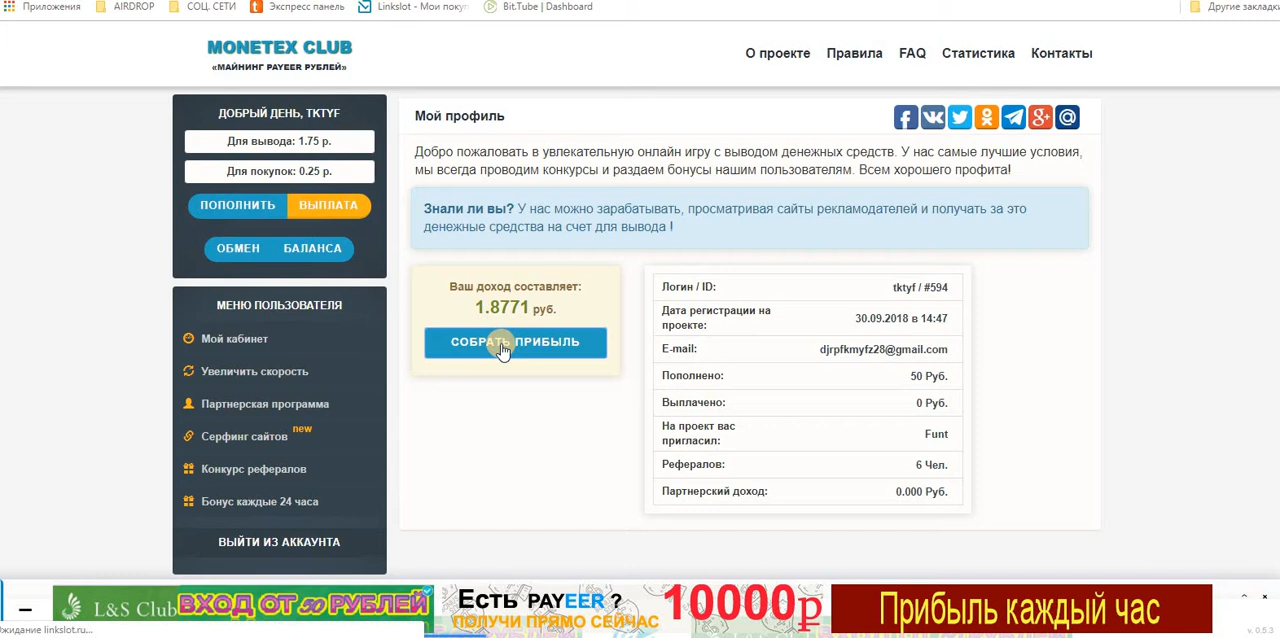 Приложения
AIRDROP
СОЦ. СЕТИ
Экспресс панель
Linkslot - Мои покуп
Bit.Tube | Dashboard
Другие закладки
MONETEX CLUB
«МАЙНИНГ PAYEER РУБЛЕЙ»
О проекте
Правила
FAQ
Статистика
Контакты
ДОБРЫЙ ДЕНЬ, TKTYF
Для вывода: 1.75 р.
Для покупок: 0.25 р.
ПОПОЛНИТЬ
ВЫПЛАТА
ОБМЕН БАЛАНСА
МЕНЮ ПОЛЬЗОВАТЕЛЯ
Мой кабинет
Увеличить скорость
Партнерская программа
Серфинг сайтов new
Конкурс рефералов
Бонус каждые 24 часа
ВЫЙТИ ИЗ АККАУНТА
Мой профиль
Добро пожаловать в увлекательную онлайн игру с выводом денежных средств. У нас самые лучшие условия,
мы всегда проводим конкурсы и раздаем бонусы нашим пользователям. Всем хорошего профита!
Знали ли вы? У нас можно зарабатывать, просматривая сайты рекламодателей и получать за это
денежные средства на счет для вывода !
Ваш доход составляет:
1.8771 руб.
СОБРАТЬ ПРИБЫЛЬ
Логин / ID: tktyf / #594
Дата регистрации на
проекте: 30.09.2018 в 14:47
E-mail: djrpfkmyfz28@gmail.com
Пополнено: 50 Руб.
Выплачено: 0 Руб.
На проект вас
пригласил: Funt
Рефералов: 6 Чел.
Партнерский доход: 0.000 Руб.
L&S Club
ВХОД ОТ 50 РУБЛЕЙ
Есть PAYEER ?
ПОЛУЧИ ПРЯМО СЕЙЧАС
10000р
Прибыль каждый час
Ожидание linkslot.ru...
v. 0.5.3